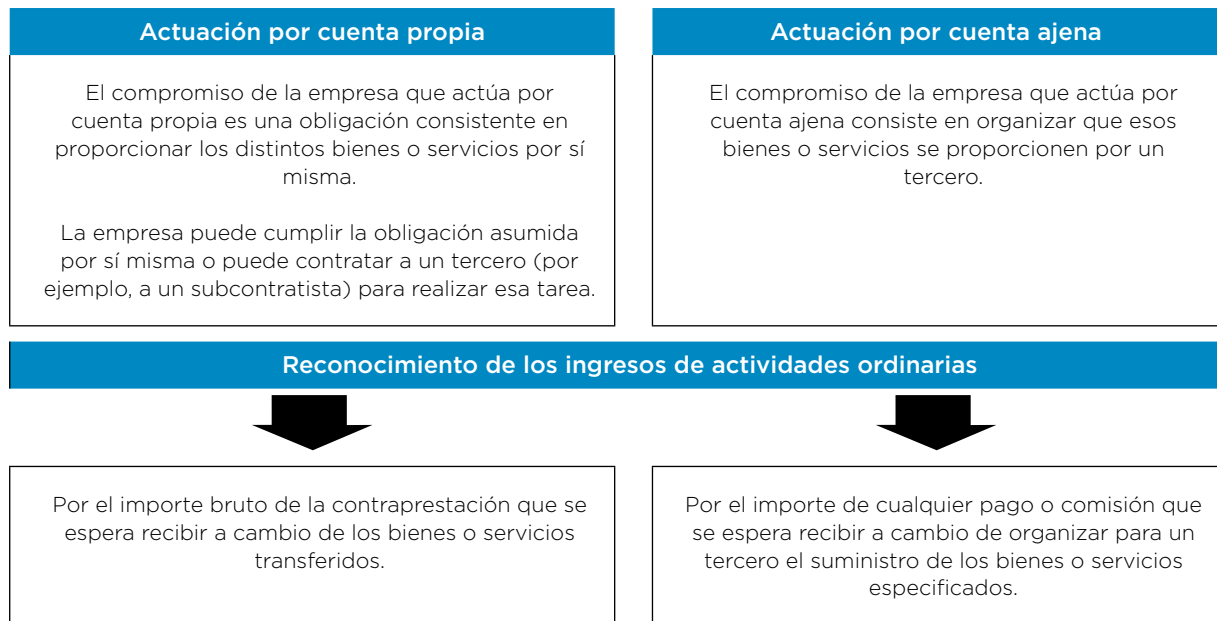 Actuación por cuenta propia
El compromiso de la empresa que actúa por
cuenta propia es una obligación consistente en
proporcionar los distintos bienes o servicios por sí
misma.
La empresa puede cumplir la obligación asumida
por sí misma o puede contratar a un tercero (por
ejemplo, a un subcontratista) para realizar esa tarea.
Actuación por cuenta ajena
El compromiso de la empresa que actúa por
cuenta ajena consiste en organizar que esos
bienes o servicios se proporcionen por un
tercero.
Reconocimiento de los ingresos de actividades ordinarias
Por el importe bruto de la contraprestación que se
espera recibir a cambio de los bienes o servicios
transferidos.
Por el importe de cualquier pago o comisión que
se espera recibir a cambio de organizar para un
tercero el suministro de los bienes o servicios
especificados.